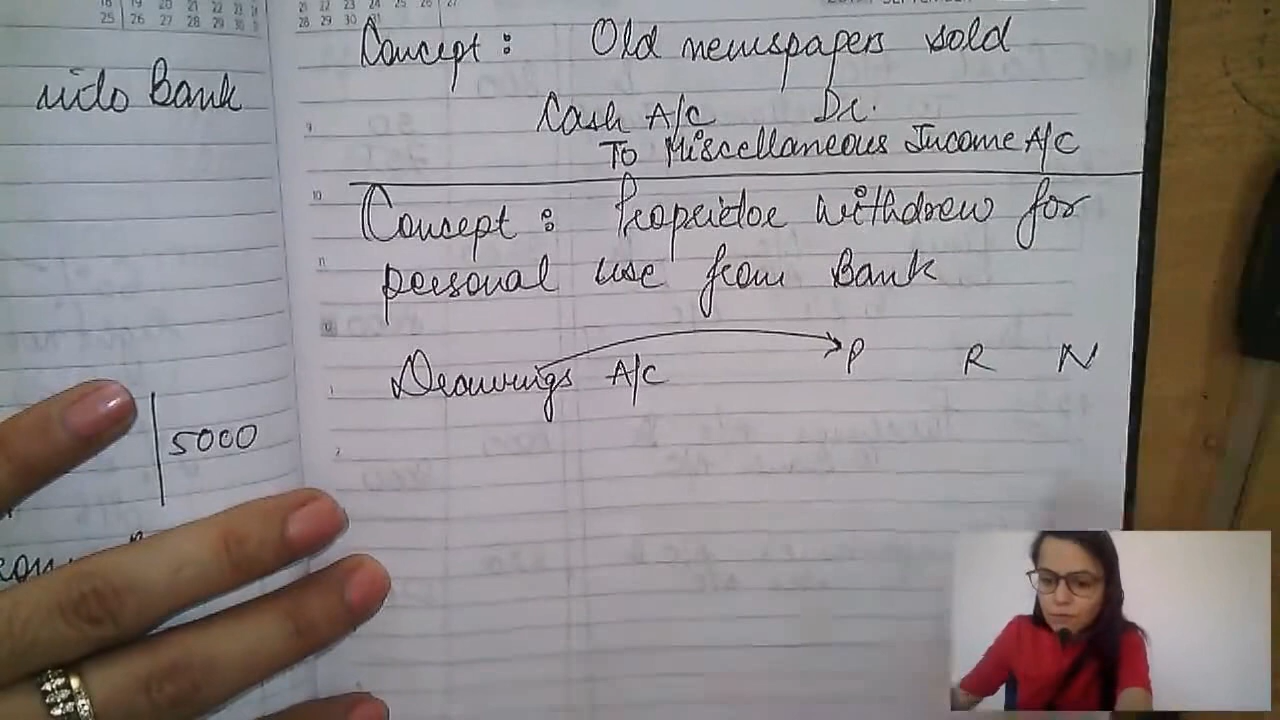 into Bank
5000
Concept : Old newspapers sold
Cash A/C Dr.
To Miscellaneous Income A/C
Concept : Proprietor withdrew for
personal use from Bank
Drawings A/C P R N